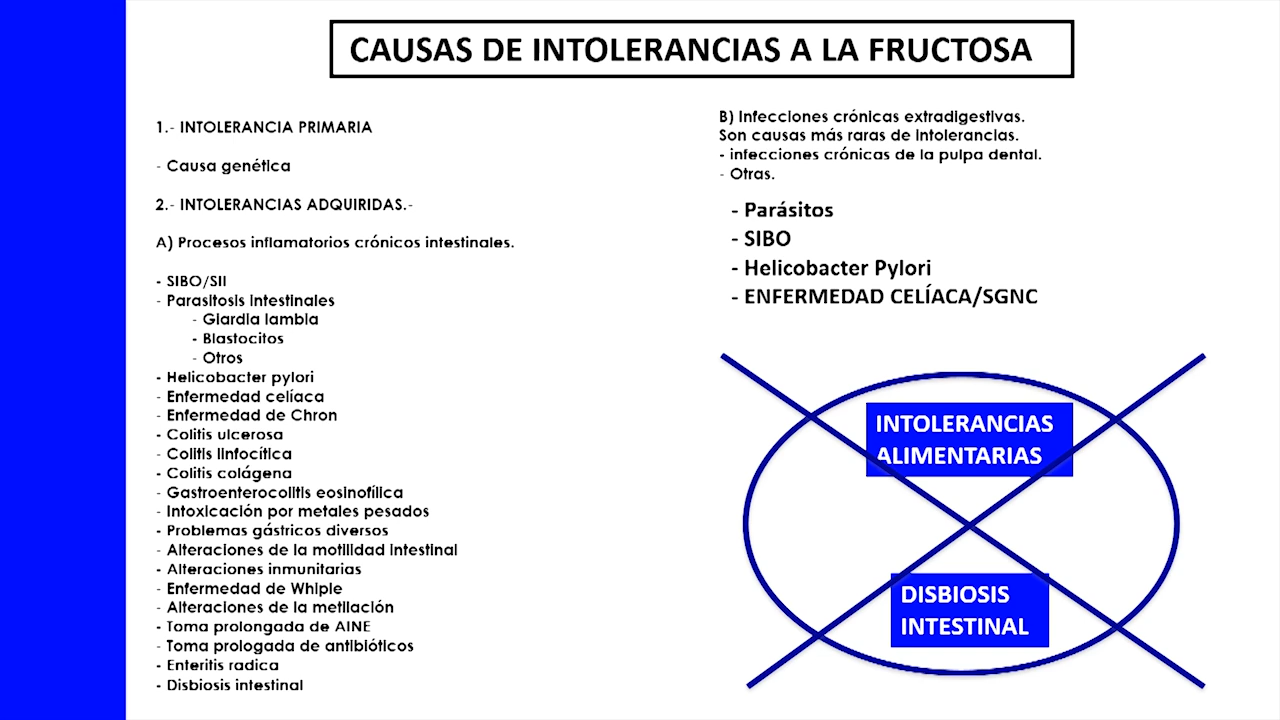 CAUSAS DE INTOLERANCIAS A LA FRUCTOSA
1.- INTOLERANCIA PRIMARIA
- Causa genética
2.- INTOLERANCIAS ADQUIRIDAS.-
A) Procesos inflamatorios crónicos intestinales.
- SIBO/SII
- Parasitosis intestinales
- Giardia lambia
- Blastocitos
- Otros
- Helicobacter pylori
- Enfermedad celíaca
- Enfermedad de Chron
- Colitis ulcerosa
- Colitis linfocítica
- Colitis colágena
- Gastroenterocolitis eosinofílica
- Intoxicación por metales pesados
- Problemas gástricos diversos
- Alteraciones de la motilidad intestinal
- Alteraciones inmunitarias
- Enfermedad de Whiple
- Alteraciones de la metilación
- Toma prolongada de AINE
- Toma prologada de antibióticos
- Enteritis radica
- Disbiosis intestinal
B) Infecciones crónicas extradigestivas.
Son causas más raras de intolerancias.
- infecciones crónicas de la pulpa dental.
- Otras.
- Parásitos
- SIBO
- Helicobacter Pylori
- ENFERMEDAD CELÍACA/SGNC
INTOLERANCIAS
ALIMENTARIAS
DISBIOSIS
INTESTINAL